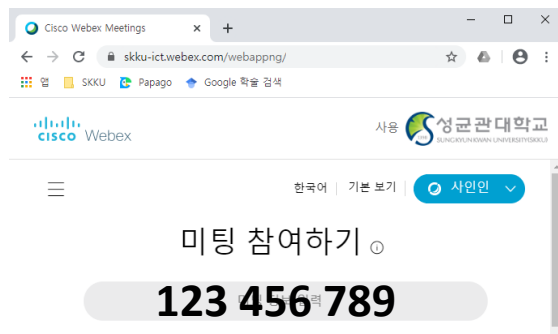 Cisco Webex Meetings
skku-ict.webex.com/webappng/
앱 SKKU Papago Google 학술 검색
CISCO Webex 사용 성균관대학교
SUNGKYUNKWAN UNIVERSITY(SKKU)
한국어 기본 보기 사인인
미팅 참여하기
123 456 789